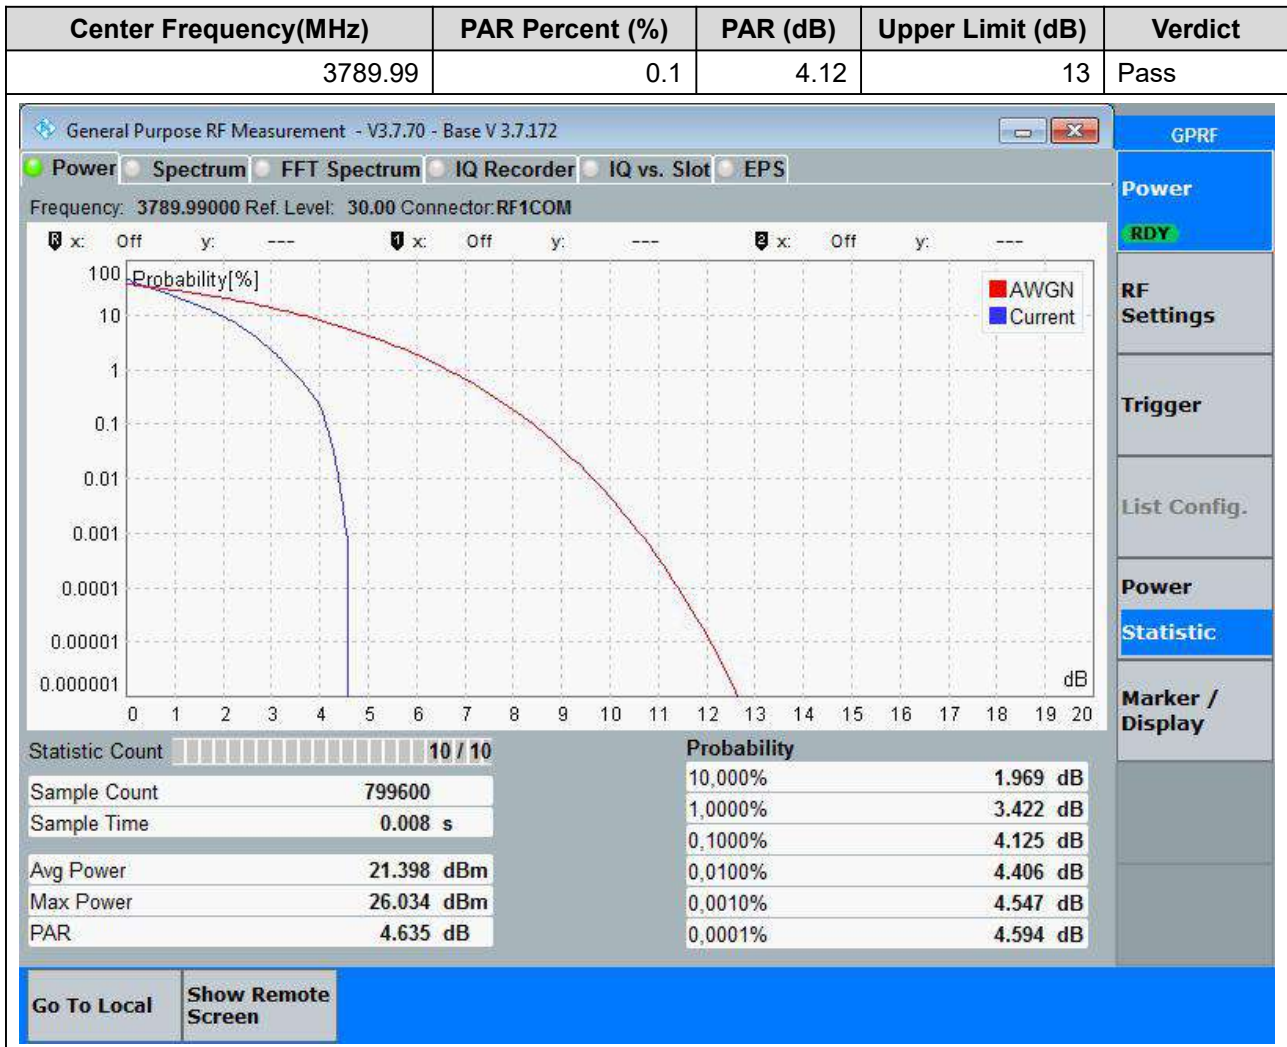 Center Frequency(MHz) PAR Percent (%) PAR (dB) Upper Limit (dB) Verdict
3789.99 0.1 4.12 13 Pass
General Purpose RF Measurement - V3.7.70 - Base V 3.7.172
GPRF
Power Spectrum FFT Spectrum IQ Recorder IQ vs. Slot EPS
Frequency: 3789.99000 Ref. Level: 30.00 Connector: RF1COM
R x: Off y: --- 1 x: Off y: --- 2 x: Off y: ---
Probability[%]
AWGN
Current
100
10
1
0.1
0.01
0.001
0.0001
0.00001
0.000001
dB
0 1 2 3 4 5 6 7 8 9 10 11 12 13 14 15 16 17 18 19 20
Statistic Count 10 / 10
Sample Count 799600
Sample Time 0.008 s
Avg Power 21.398 dBm
Max Power 26.034 dBm
PAR 4.635 dB
Probability
10,000% 1.969 dB
1,0000% 3.422 dB
0,1000% 4.125 dB
0,0100% 4.406 dB
0,0010% 4.547 dB
0,0001% 4.594 dB
Power
RDY
RF
Settings
Trigger
List Config.
Power
Statistic
Marker /
Display
Go To Local
Show Remote
Screen